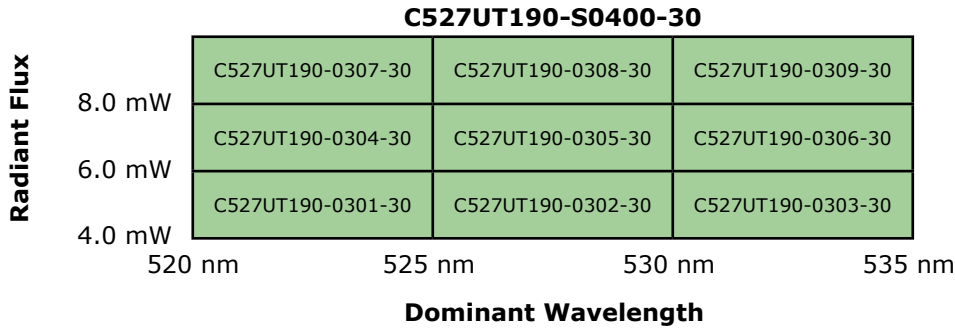 C527UT190-S0400-30
Radiant Flux
C527UT190-0307-30 C527UT190-0308-30 C527UT190-0309-30
8.0 mW
C527UT190-0304-30 C527UT190-0305-30 C527UT190-0306-30
6.0 mW
C527UT190-0301-30 C527UT190-0302-30 C527UT190-0303-30
4.0 mW
520 nm 525 nm 530 nm 535 nm
Dominant Wavelength